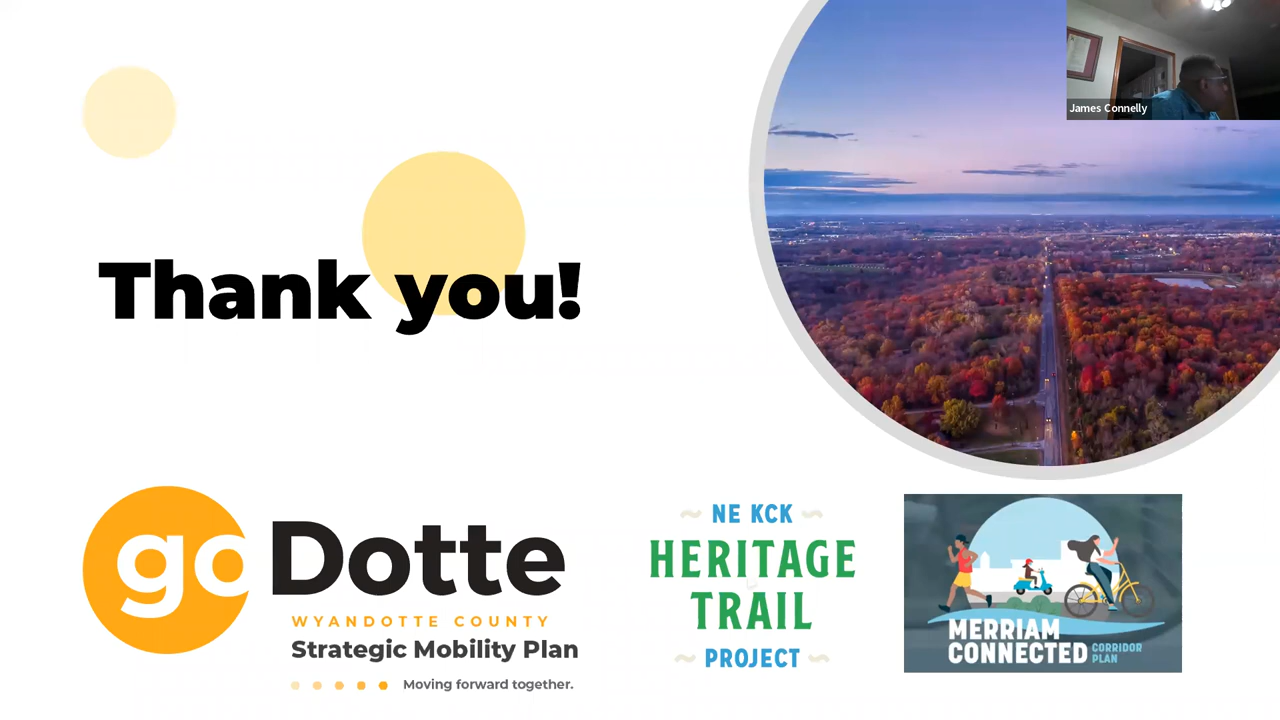 James Connelly
Thank you!
go Dotte
WYANDOTTE COUNTY
Strategic Mobility Plan
Moving forward together.
NE KCK
HERITAGE
TRAIL
PROJECT
MERRIAM
CONNECTED
CORRIDOR
PLAN